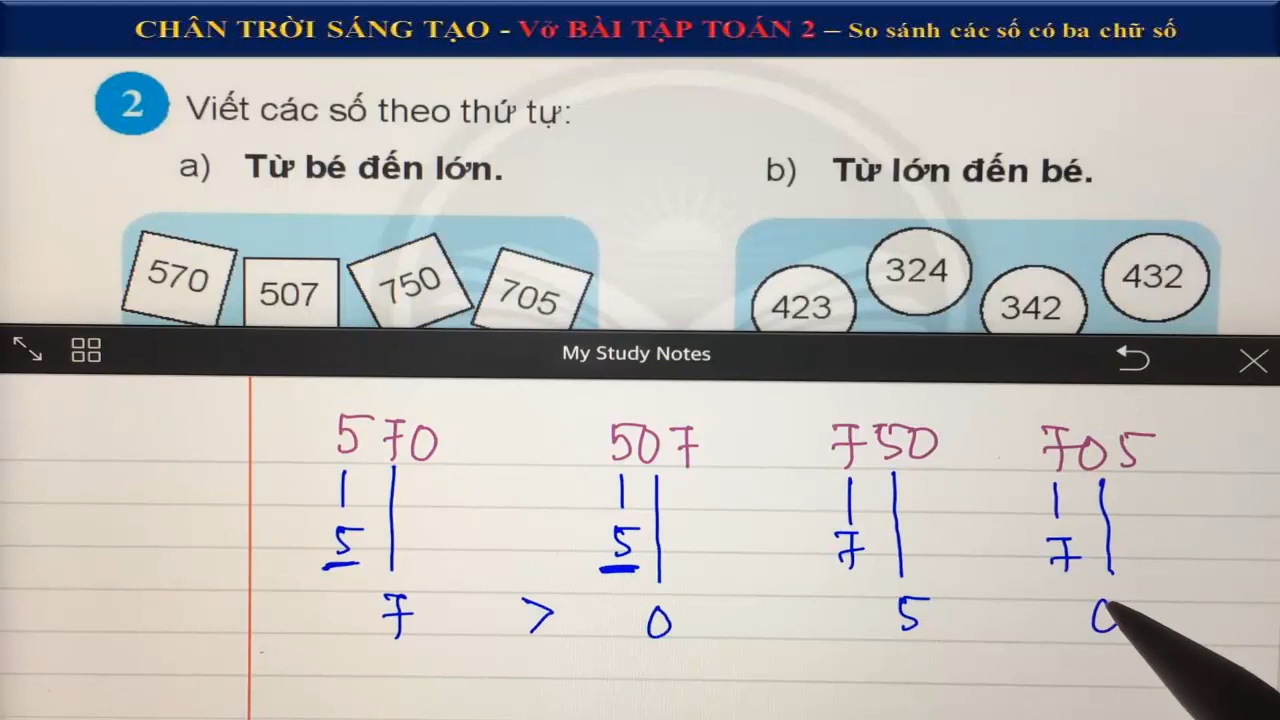 CHÂN TRỜI SÁNG TẠO - Vở BÀI TẬP TOÁN 2 – So sánh các số có ba chữ số
2 Viết các số theo thứ tự:
a) Từ bé đến lớn. b) Từ lớn đến bé.
570 507 750 705 423 324 342 432
My Study Notes
570 507 750 705
5 5 7 7
7 > 0 5 0